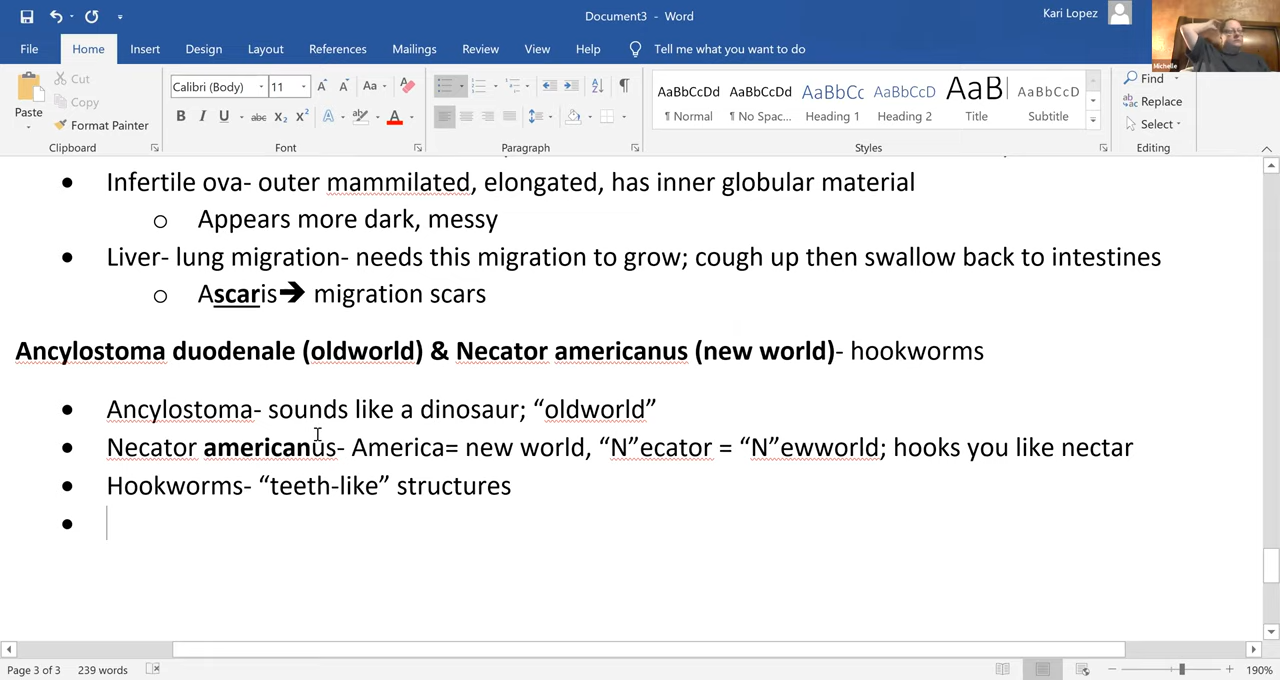 Document3 - Word
Kari Lopez
Michelle
File Home Insert Design Layout References Mailings Review View Help Tell me what you want to do
Paste
Cut
Copy
Format Painter
Clipboard
Calibri (Body) 11
Font
Paragraph
AaBbCcDd AaBbCcDd AaBbCc AaBbCcD AaB AaBbCcD
¶ Normal ¶ No Spac... Heading 1 Heading 2 Title Subtitle
Styles
Find
Replace
Select
Editing
• Infertile ova- outer mammilated, elongated, has inner globular material
o Appears more dark, messy
• Liver- lung migration- needs this migration to grow; cough up then swallow back to intestines
o Ascaris➔ migration scars
Ancylostoma duodenale (oldworld) & Necator americanus (new world)- hookworms
• Ancylostoma- sounds like a dinosaur; “oldworld”
• Necator americanus- America= new world, “N”ecator = “N”ewworld; hooks you like nectar
• Hookworms- “teeth-like” structures
•
Page 3 of 3 239 words 190%